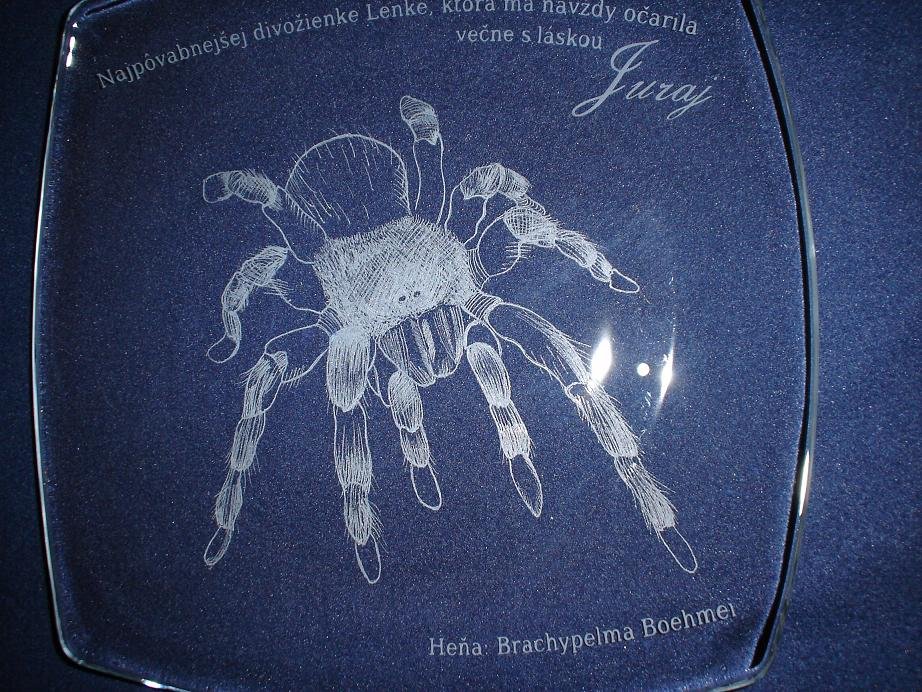 Najpôvabnejšej divožienke Lenke, ktorá ma navždy očarila
večne s láskou
Juraj
Heňa: Brachypelma Boehmei